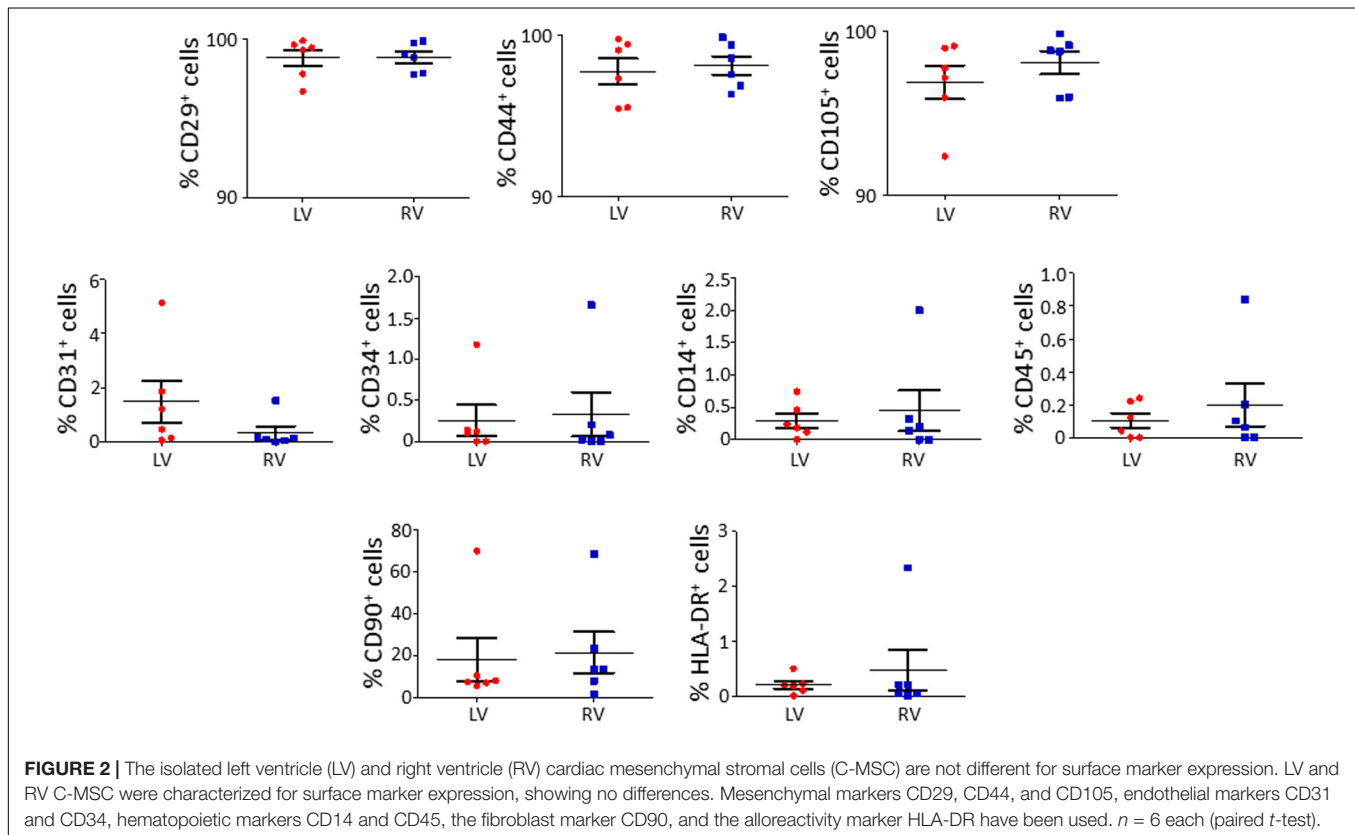 % CD29+ cells
100
90
LV
RV
% CD44+ cells
100
90
LV
RV
% CD105+ cells
100
90
LV
RV
% CD31+ cells
6
4
2
0
LV
RV
% CD34+ cells
2.0
1.5
1.0
0.5
0
LV
RV
% CD14+ cells
2.5
2.0
1.5
1.0
0.5
0
LV
RV
% CD45+ cells
1.0
0.8
0.6
0.4
0.2
0
LV
RV
% CD90+ cells
80
60
40
20
0
LV
RV
% HLA-DR+ cells
3
2
1
0
LV
RV
FIGURE 2 | The isolated left ventricle (LV) and right ventricle (RV) cardiac mesenchymal stromal cells (C-MSC) are not different for surface marker expression. LV and
RV C-MSC were characterized for surface marker expression, showing no differences. Mesenchymal markers CD29, CD44, and CD105, endothelial markers CD31
and CD34, hematopoietic markers CD14 and CD45, the fibroblast marker CD90, and the alloreactivity marker HLA-DR have been used. n = 6 each (paired t-test).